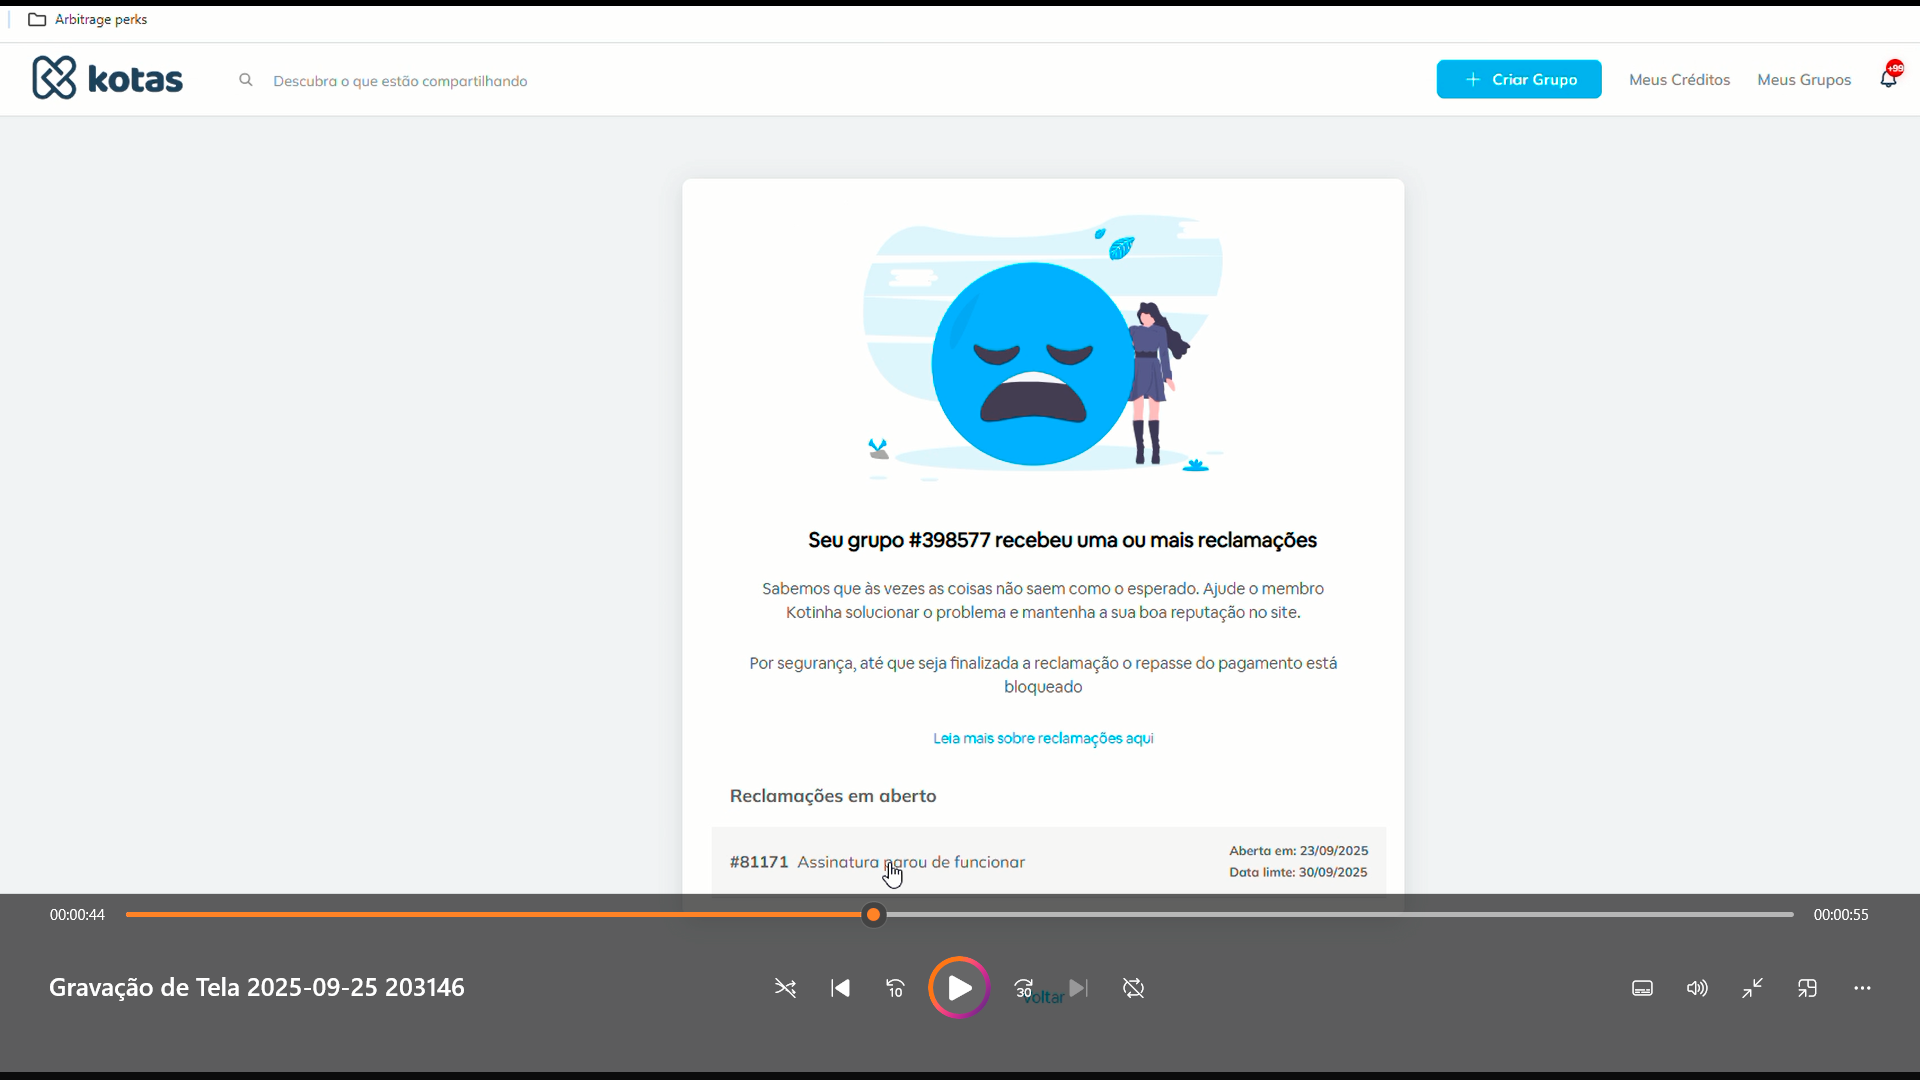 Arbitrage perks
kotas
Descubra o que estão compartilhando
+ Criar Grupo
Meus Créditos
Meus Grupos
+99
Seu grupo #398577 recebeu uma ou mais reclamações
Sabemos que às vezes as coisas não saem como o esperado. Ajude o membro
Kotinha solucionar o problema e mantenha a sua boa reputação no site.
Por segurança, até que seja finalizada a reclamação o repasse do pagamento está
bloqueado
Leia mais sobre reclamações aqui
Reclamações em aberto
#81171 Assinatura parou de funcionar
Aberta em: 23/09/2025
Data limte: 30/09/2025
00:00:44
00:00:55
Gravação de Tela 2025-09-25 203146
10
30
Voltar